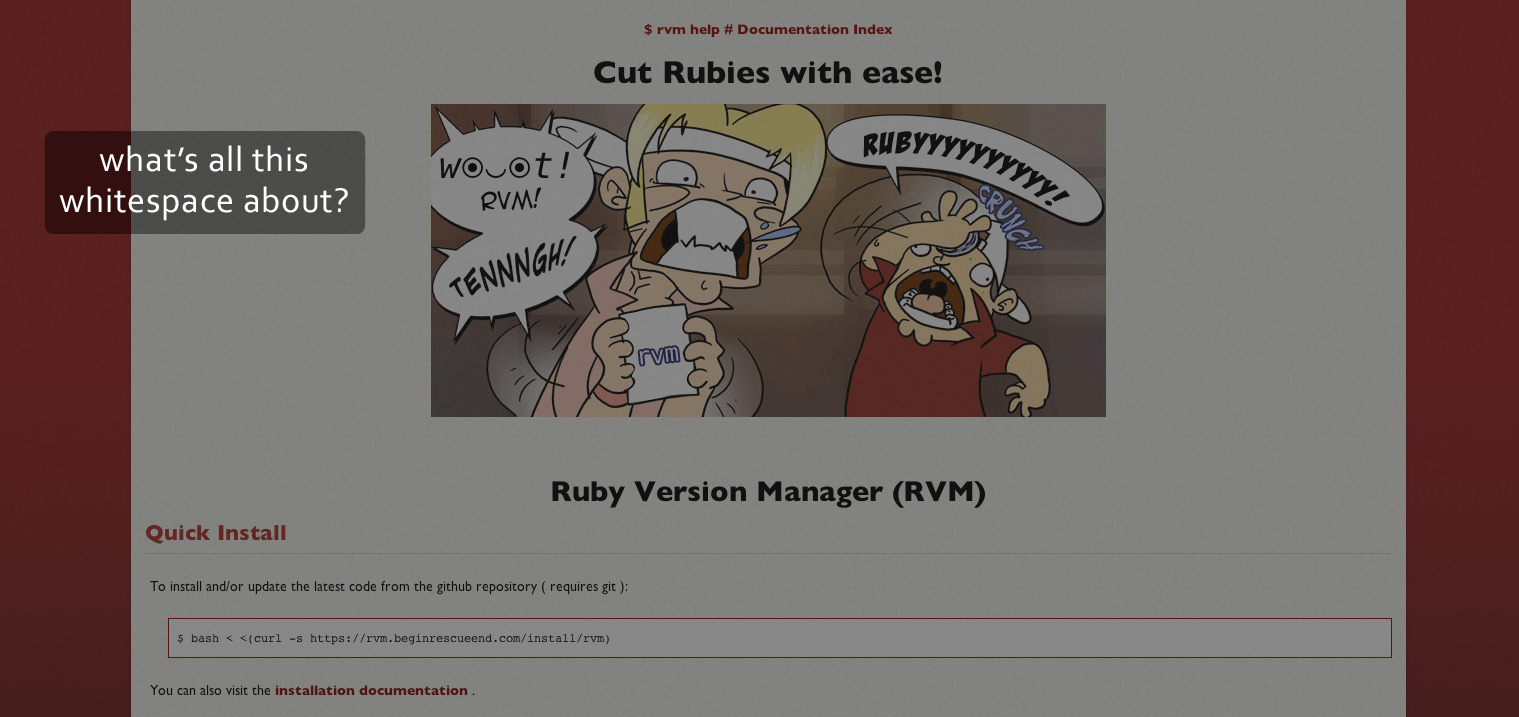 $ rvm help # Documentation Index
Cut Rubies with ease!
what's all this
whitespace about?
w◉‿◉t!
RVM!
TENNNGH!
RUBYYYYYYYYYY!
CRUNCH
rvm
Ruby Version Manager (RVM)
Quick Install
To install and/or update the latest code from the github repository ( requires git ):
$ bash < <(curl -s https://rvm.beginrescueend.com/install/rvm)
You can also visit the installation documentation .